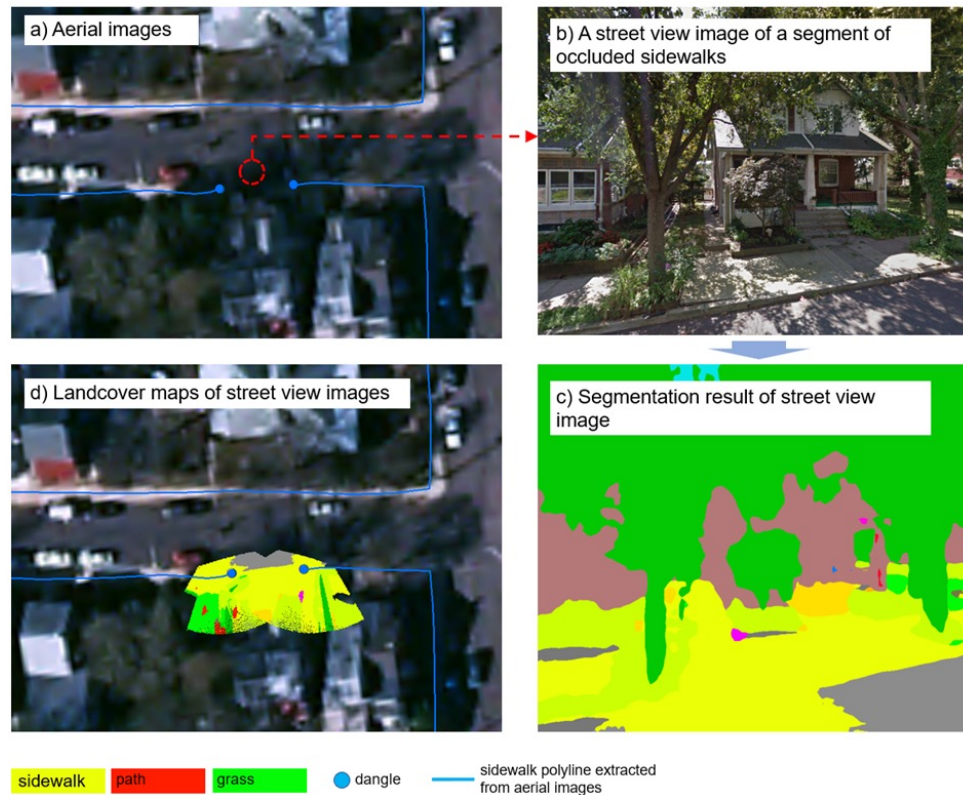 a) Aerial images
b) A street view image of a segment of
occluded sidewalks
d) Landcover maps of street view images
c) Segmentation result of street view
image
sidewalk
path
grass
dangle
sidewalk polyline extracted
from aerial images